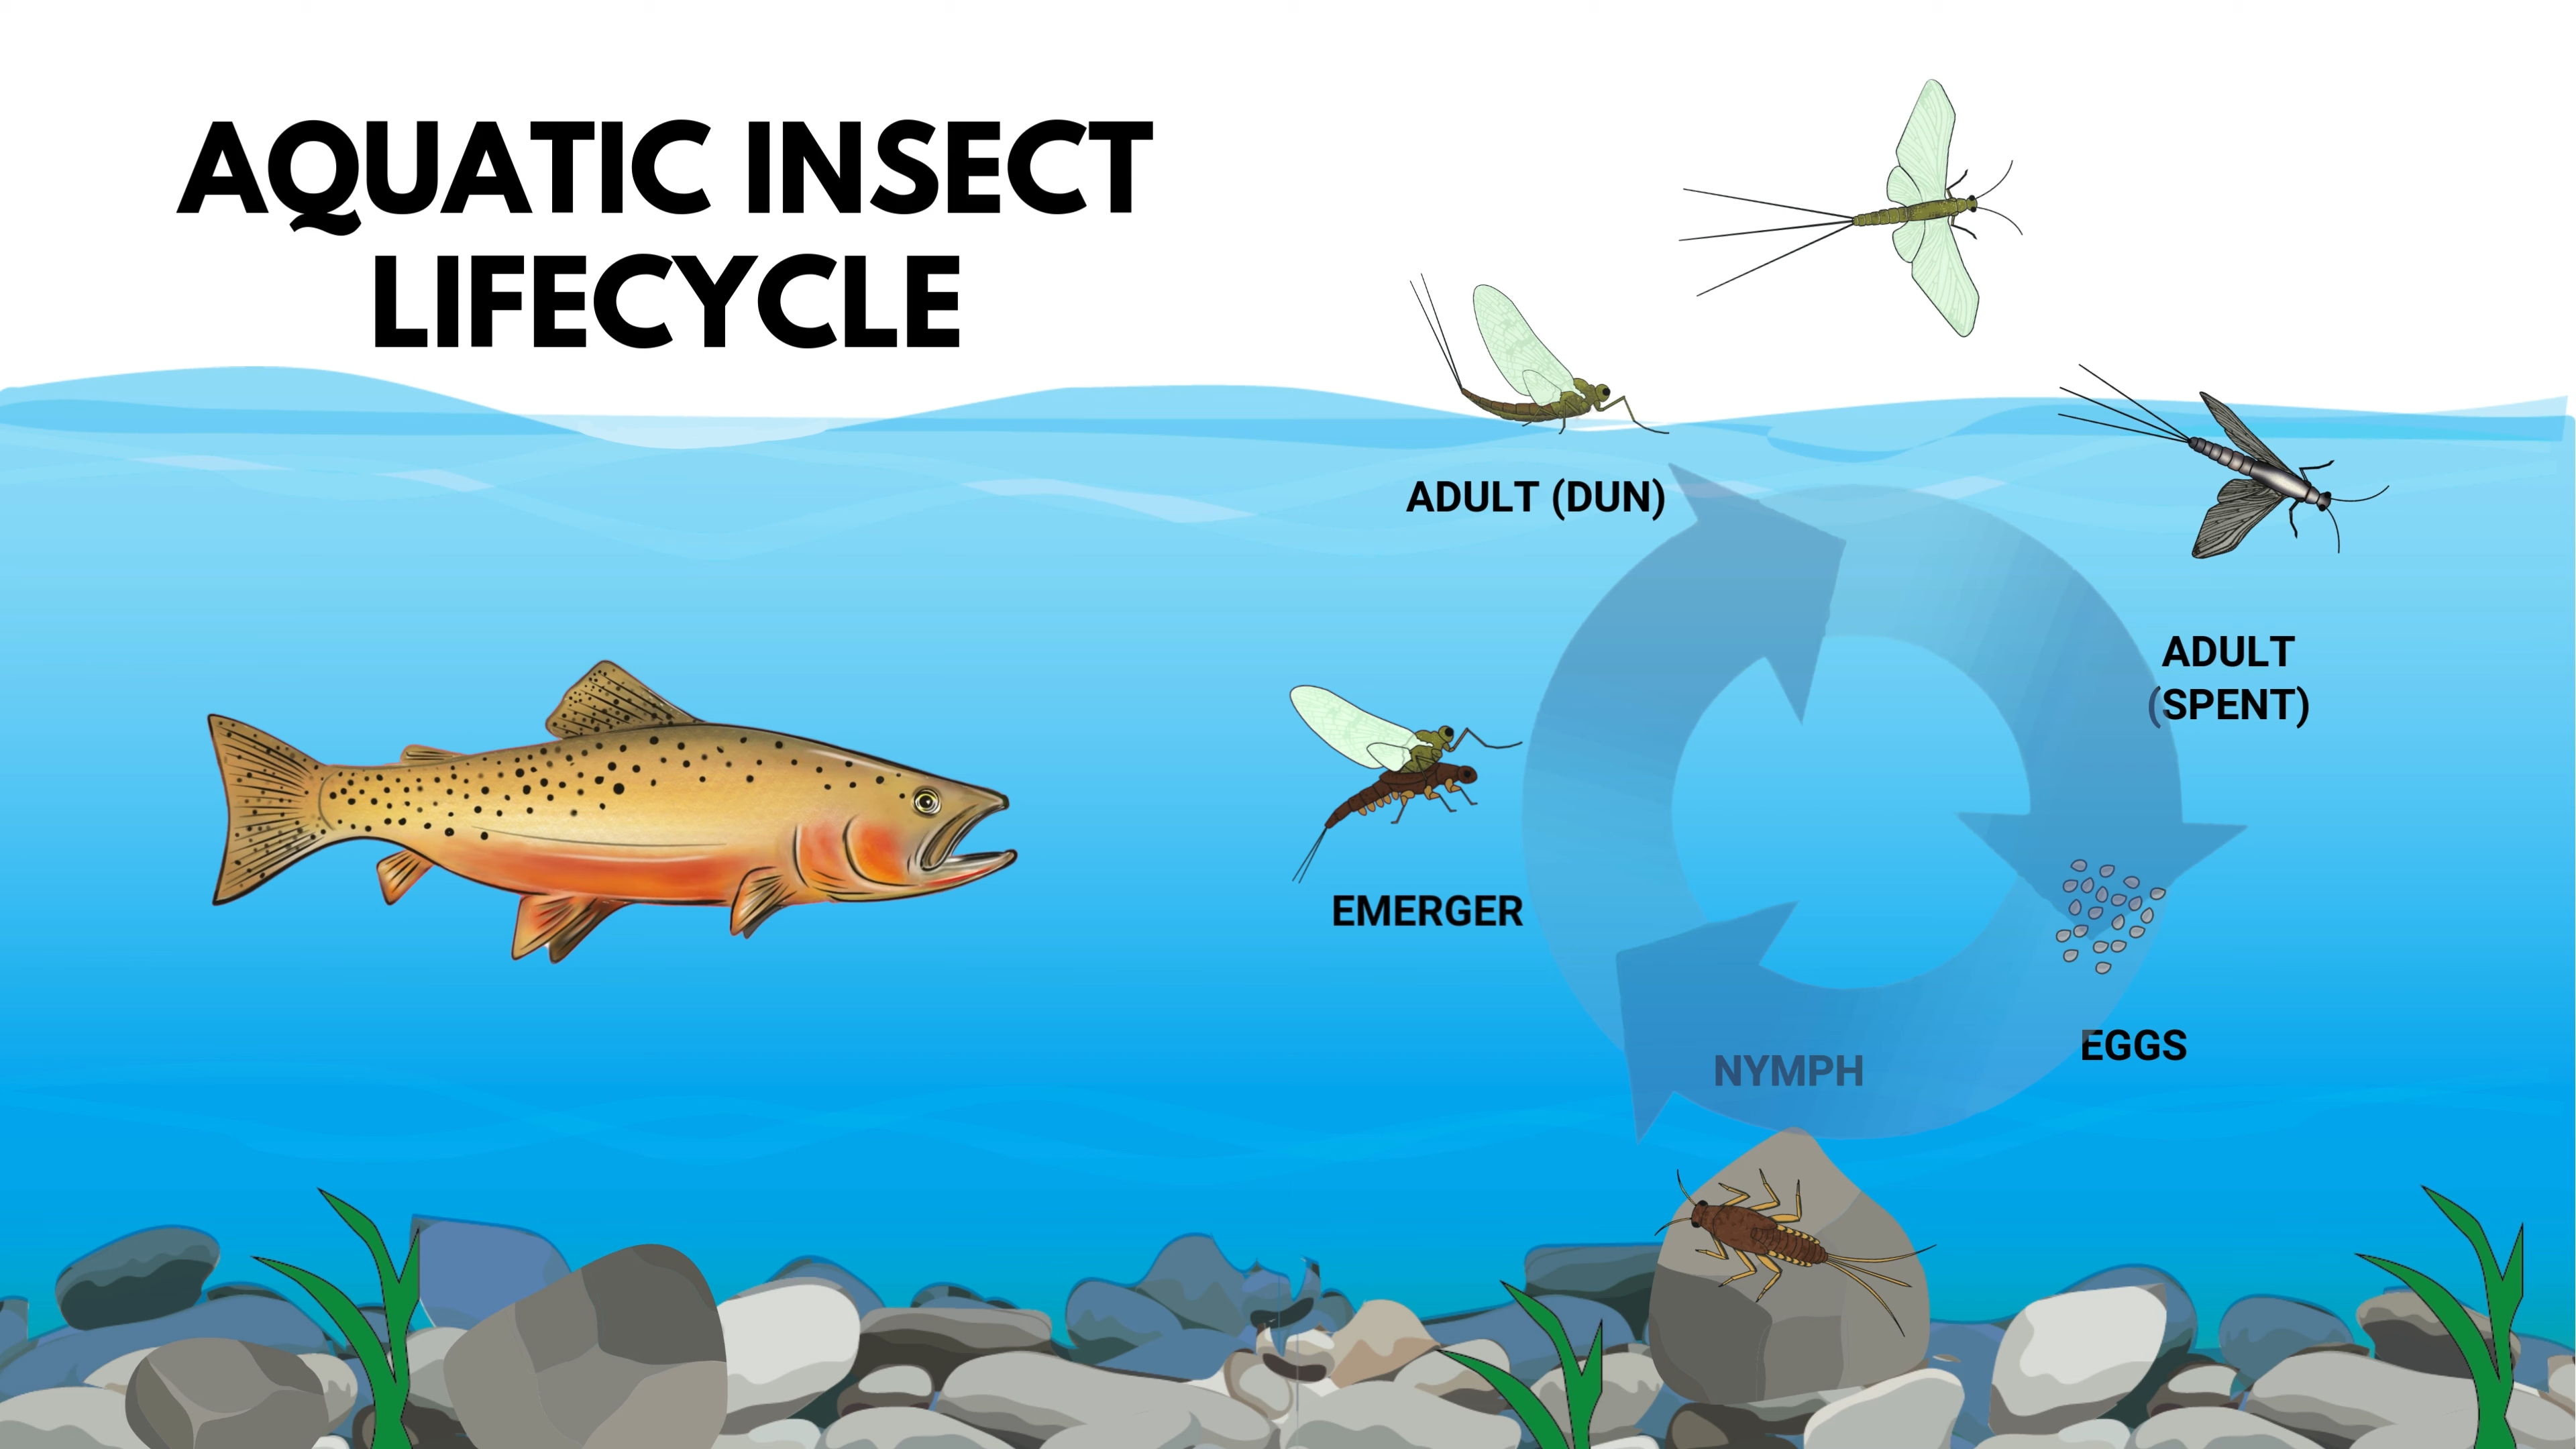 AQUATIC INSECT
LIFECYCLE
ADULT (DUN)
ADULT
(SPENT)
EMERGER
EGGS
NYMPH